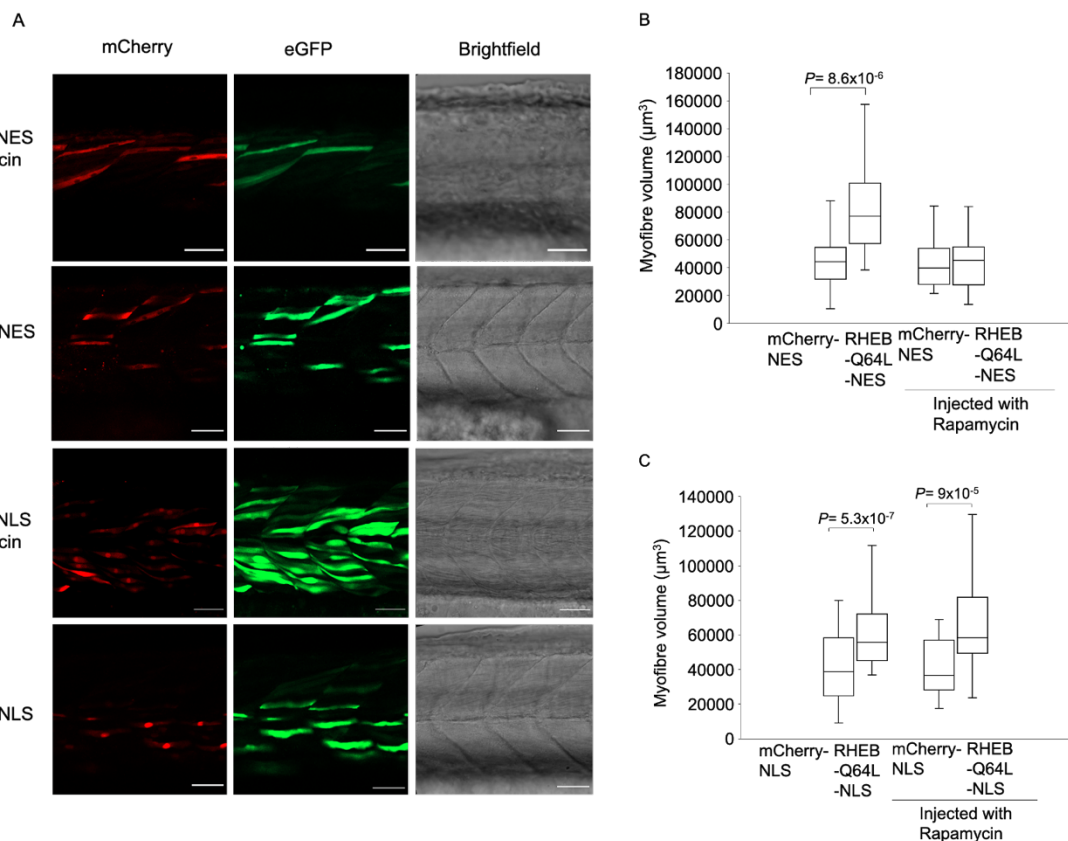 A
mCherry
eGFP
Brightfield
NES
cin
NES
NLS
cin
NLS
B
Myofibre volume (µm³)
180000
160000
140000
120000
100000
80000
60000
40000
20000
0
P= 8.6x10⁻⁶
mCherry-
NES
RHEB
-Q64L
-NES
mCherry-
NES
RHEB
-Q64L
-NES
Injected with
Rapamycin
C
Myofibre volume (µm³)
140000
120000
100000
80000
60000
40000
20000
0
P= 5.3x10⁻⁷
P= 9x10⁻⁵
mCherry-
NLS
RHEB
-Q64L
-NLS
mCherry-
NLS
RHEB
-Q64L
-NLS
Injected with
Rapamycin